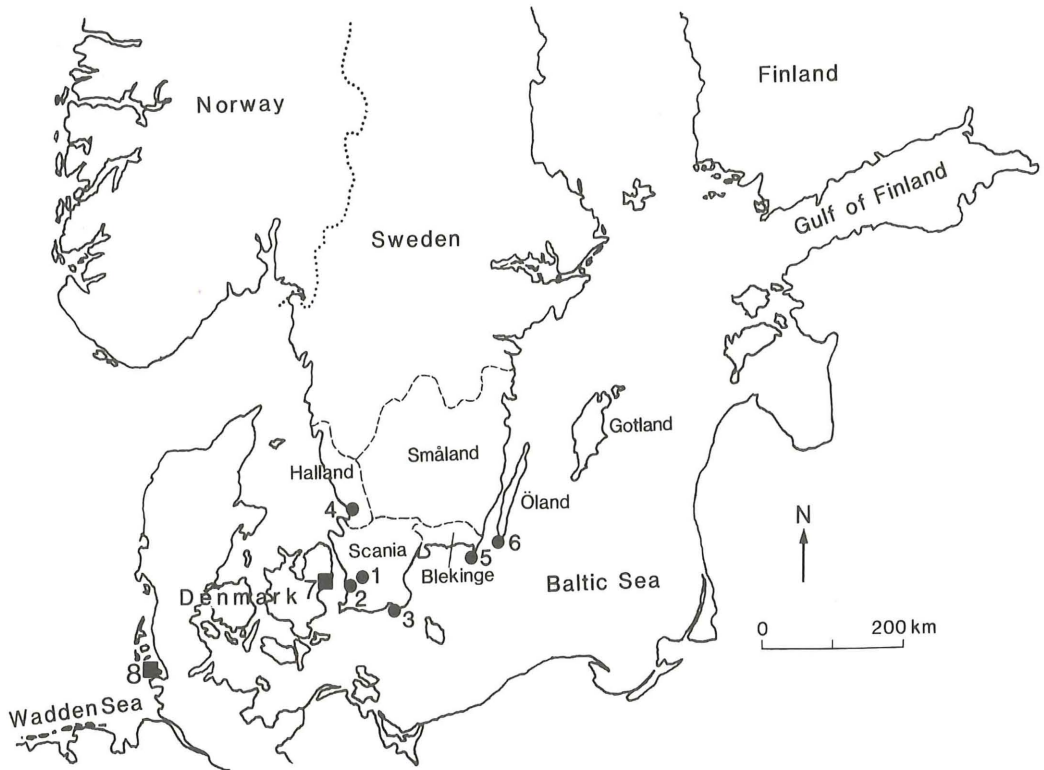 Norway
Finland
Gulf of Finland
Sweden
Småland
Gotland
Halland
Öland
4
N
6
Scania
5
Blekinge
1
7
Denmark
2
Baltic Sea
3
0 200 km
8
Wadden Sea